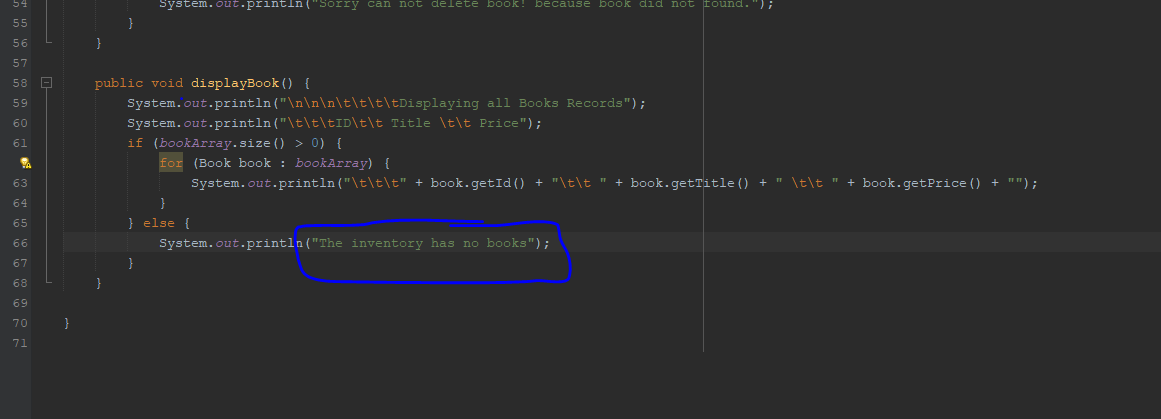 54 System.out.println("Sorry can not delete book! because book did not found.");
55 }
56 }
57
58 public void displayBook() {
59 System.out.println("\n\n\n\t\t\t\tDisplaying all Books Records");
60 System.out.println("\t\t\tID\t\t Title \t\t Price");
61 if (bookArray.size() > 0) {
for (Book book : bookArray) {
63 System.out.println("\t\t\t" + book.getId() + "\t\t " + book.getTitle() + " \t\t " + book.getPrice() + "");
64 }
65 } else {
66 System.out.println("The inventory has no books");
67 }
68 }
69
70 }
71